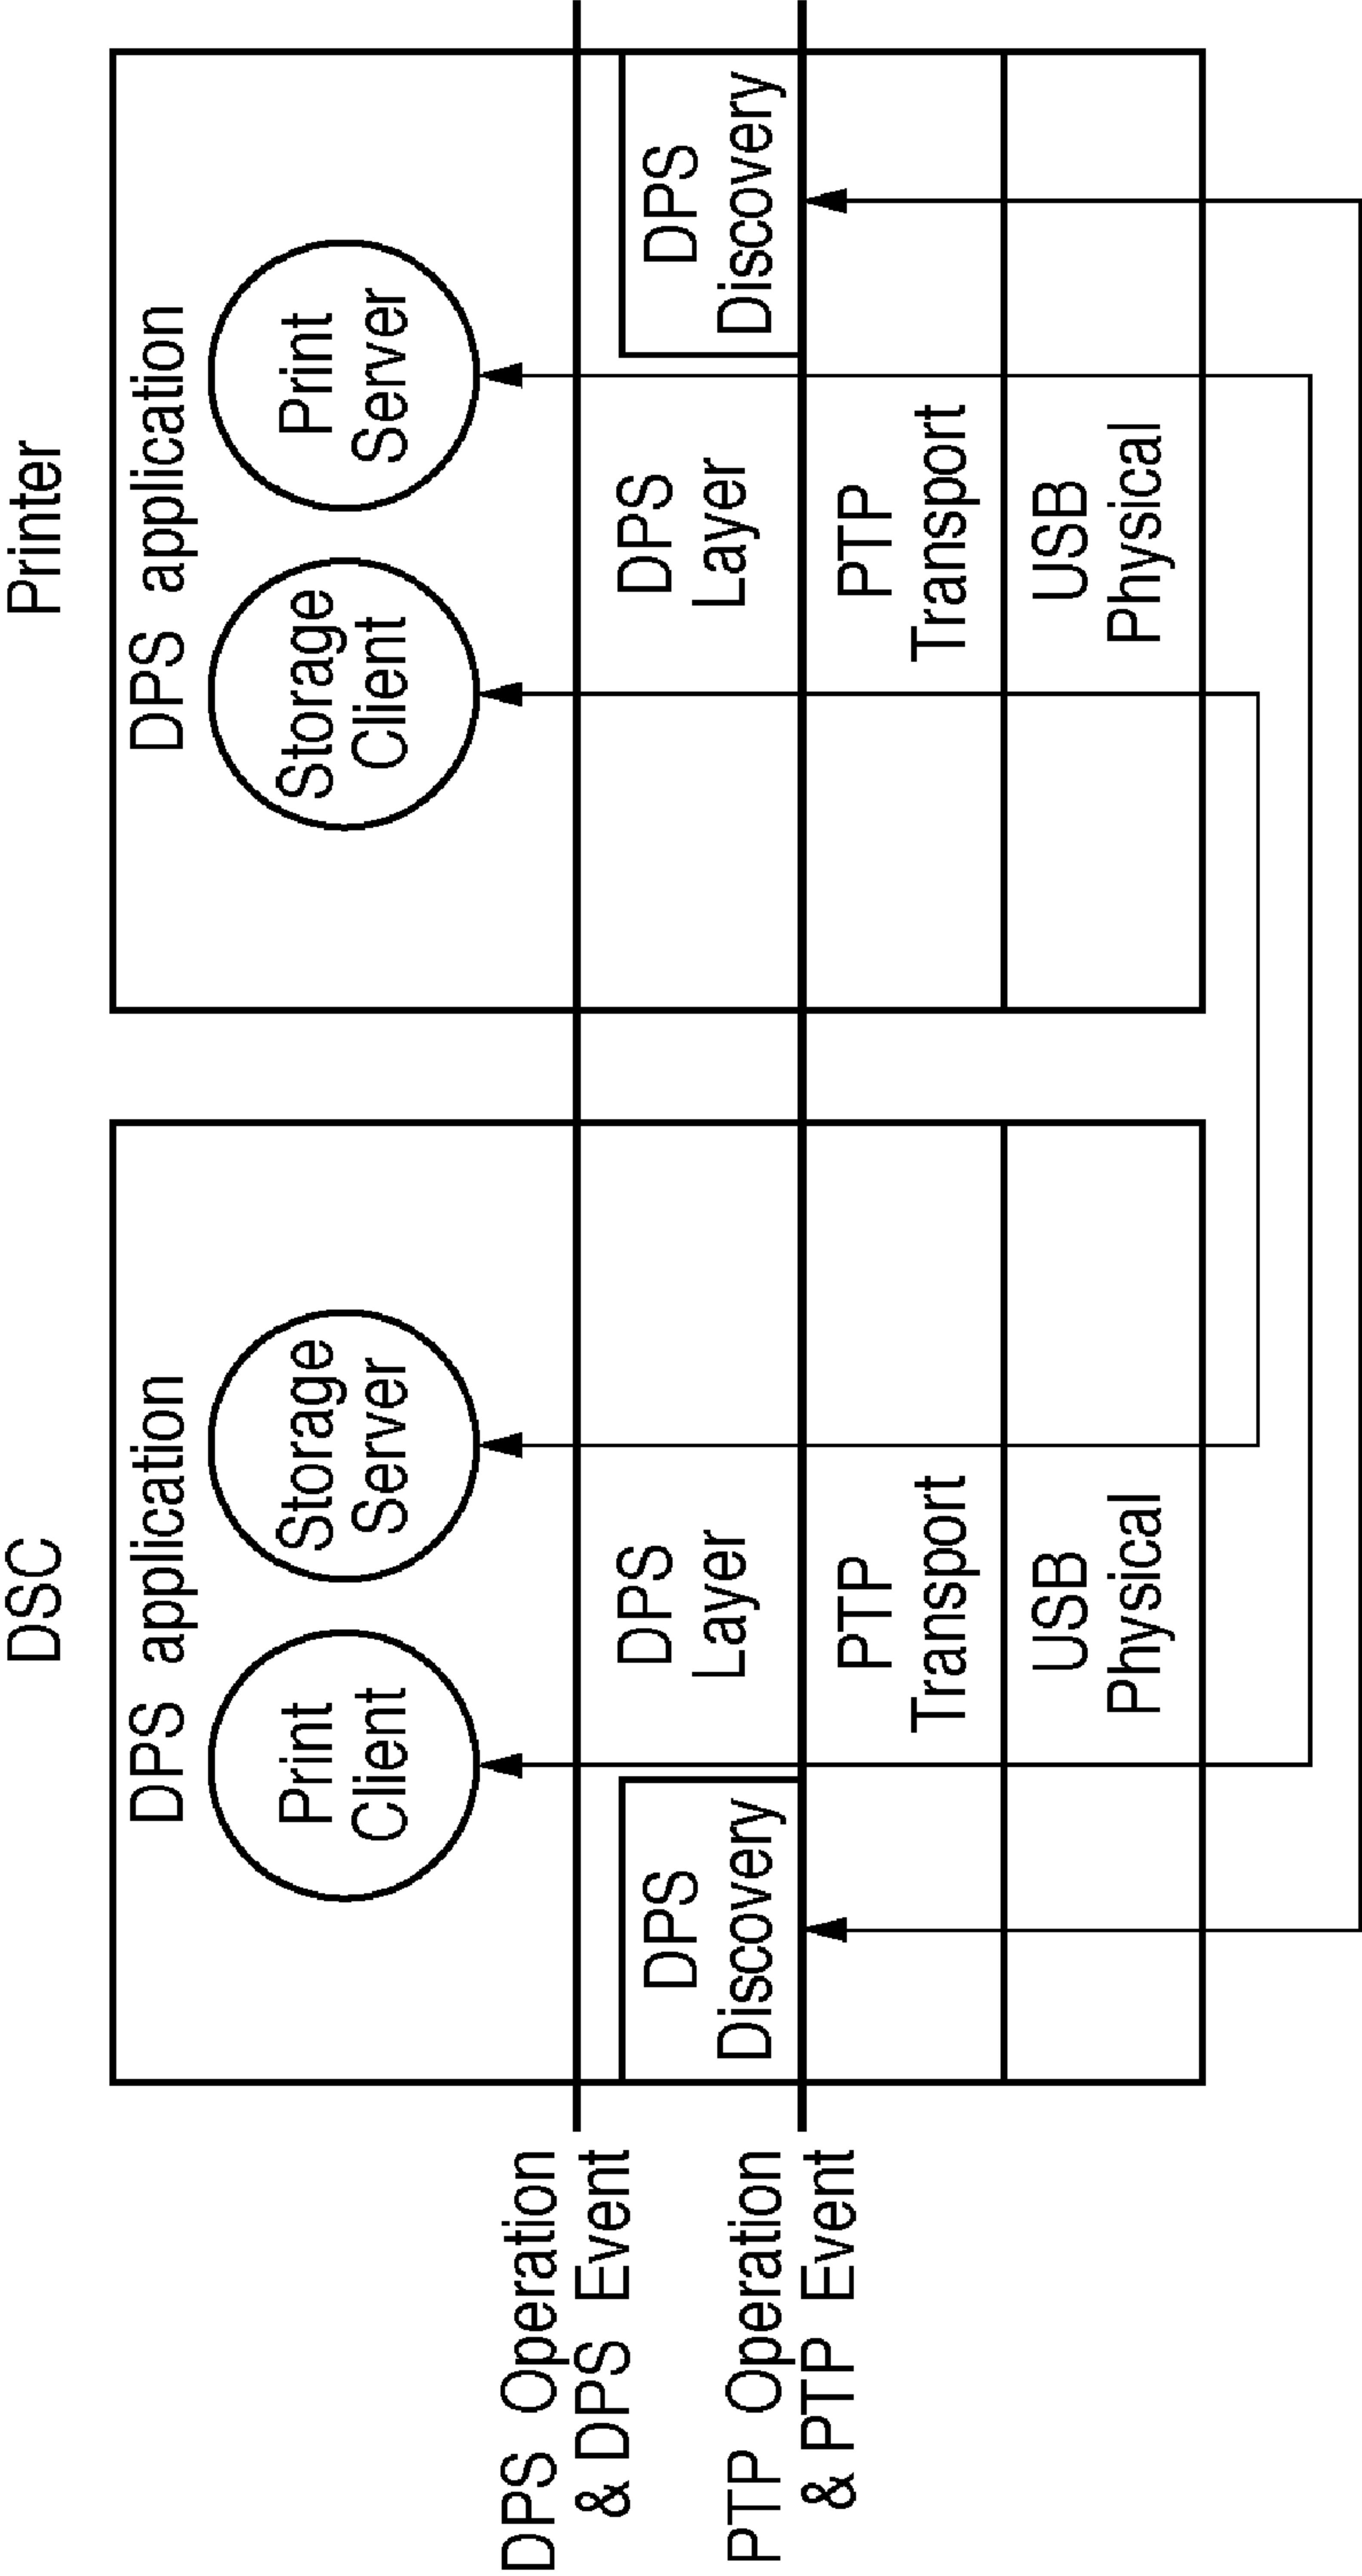 DSC
DPS application
Print
Client
Storage
Server
DPS Operation
& DPS Event
DPS
Discovery
DPS
Layer
PTP Operation
& PTP Event
PTP
Transport
USB
Physical
Printer
DPS application
Storage
Client
Print
Server
DPS
Layer
DPS
Discovery
PTP
Transport
USB
Physical